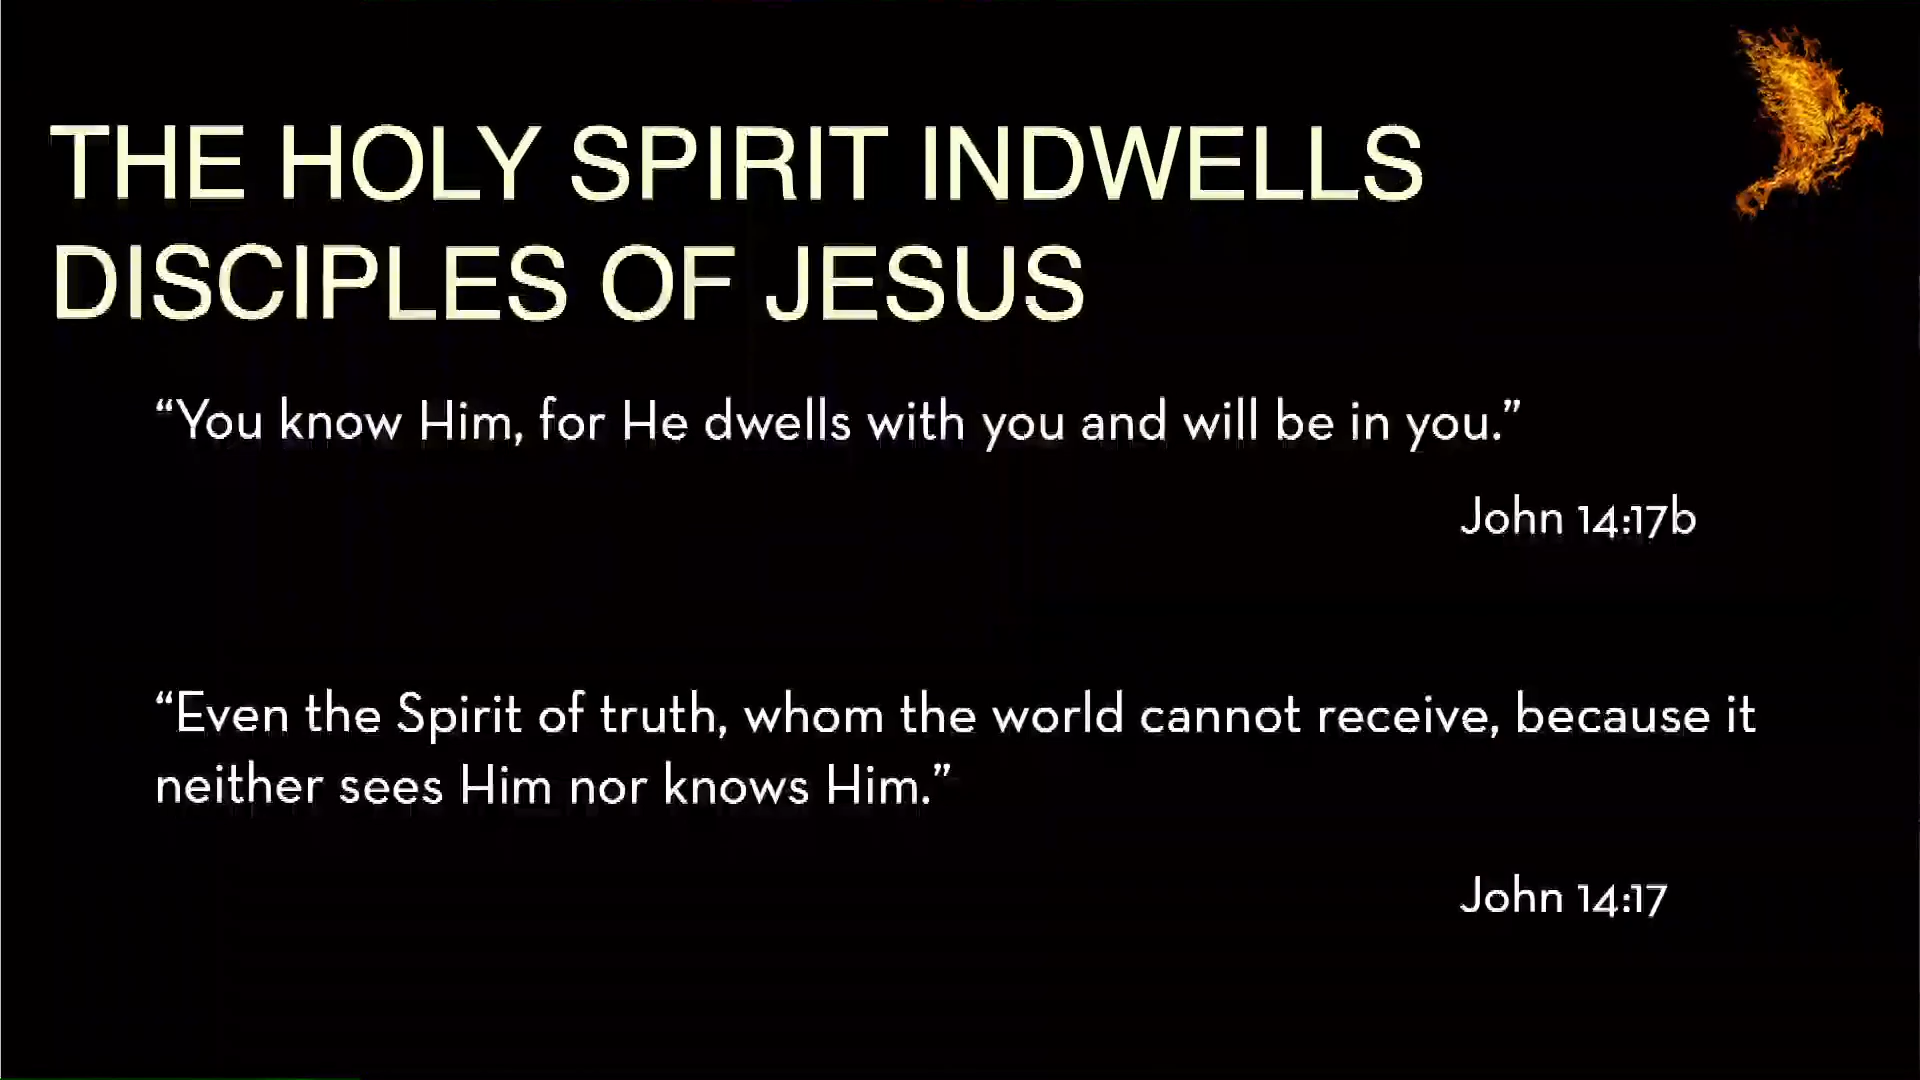 THE HOLY SPIRIT INDWELLS
DISCIPLES OF JESUS
“You know Him, for He dwells with you and will be in you.”
John 14:17b
“Even the Spirit of truth, whom the world cannot receive, because it
neither sees Him nor knows Him.”
John 14:17